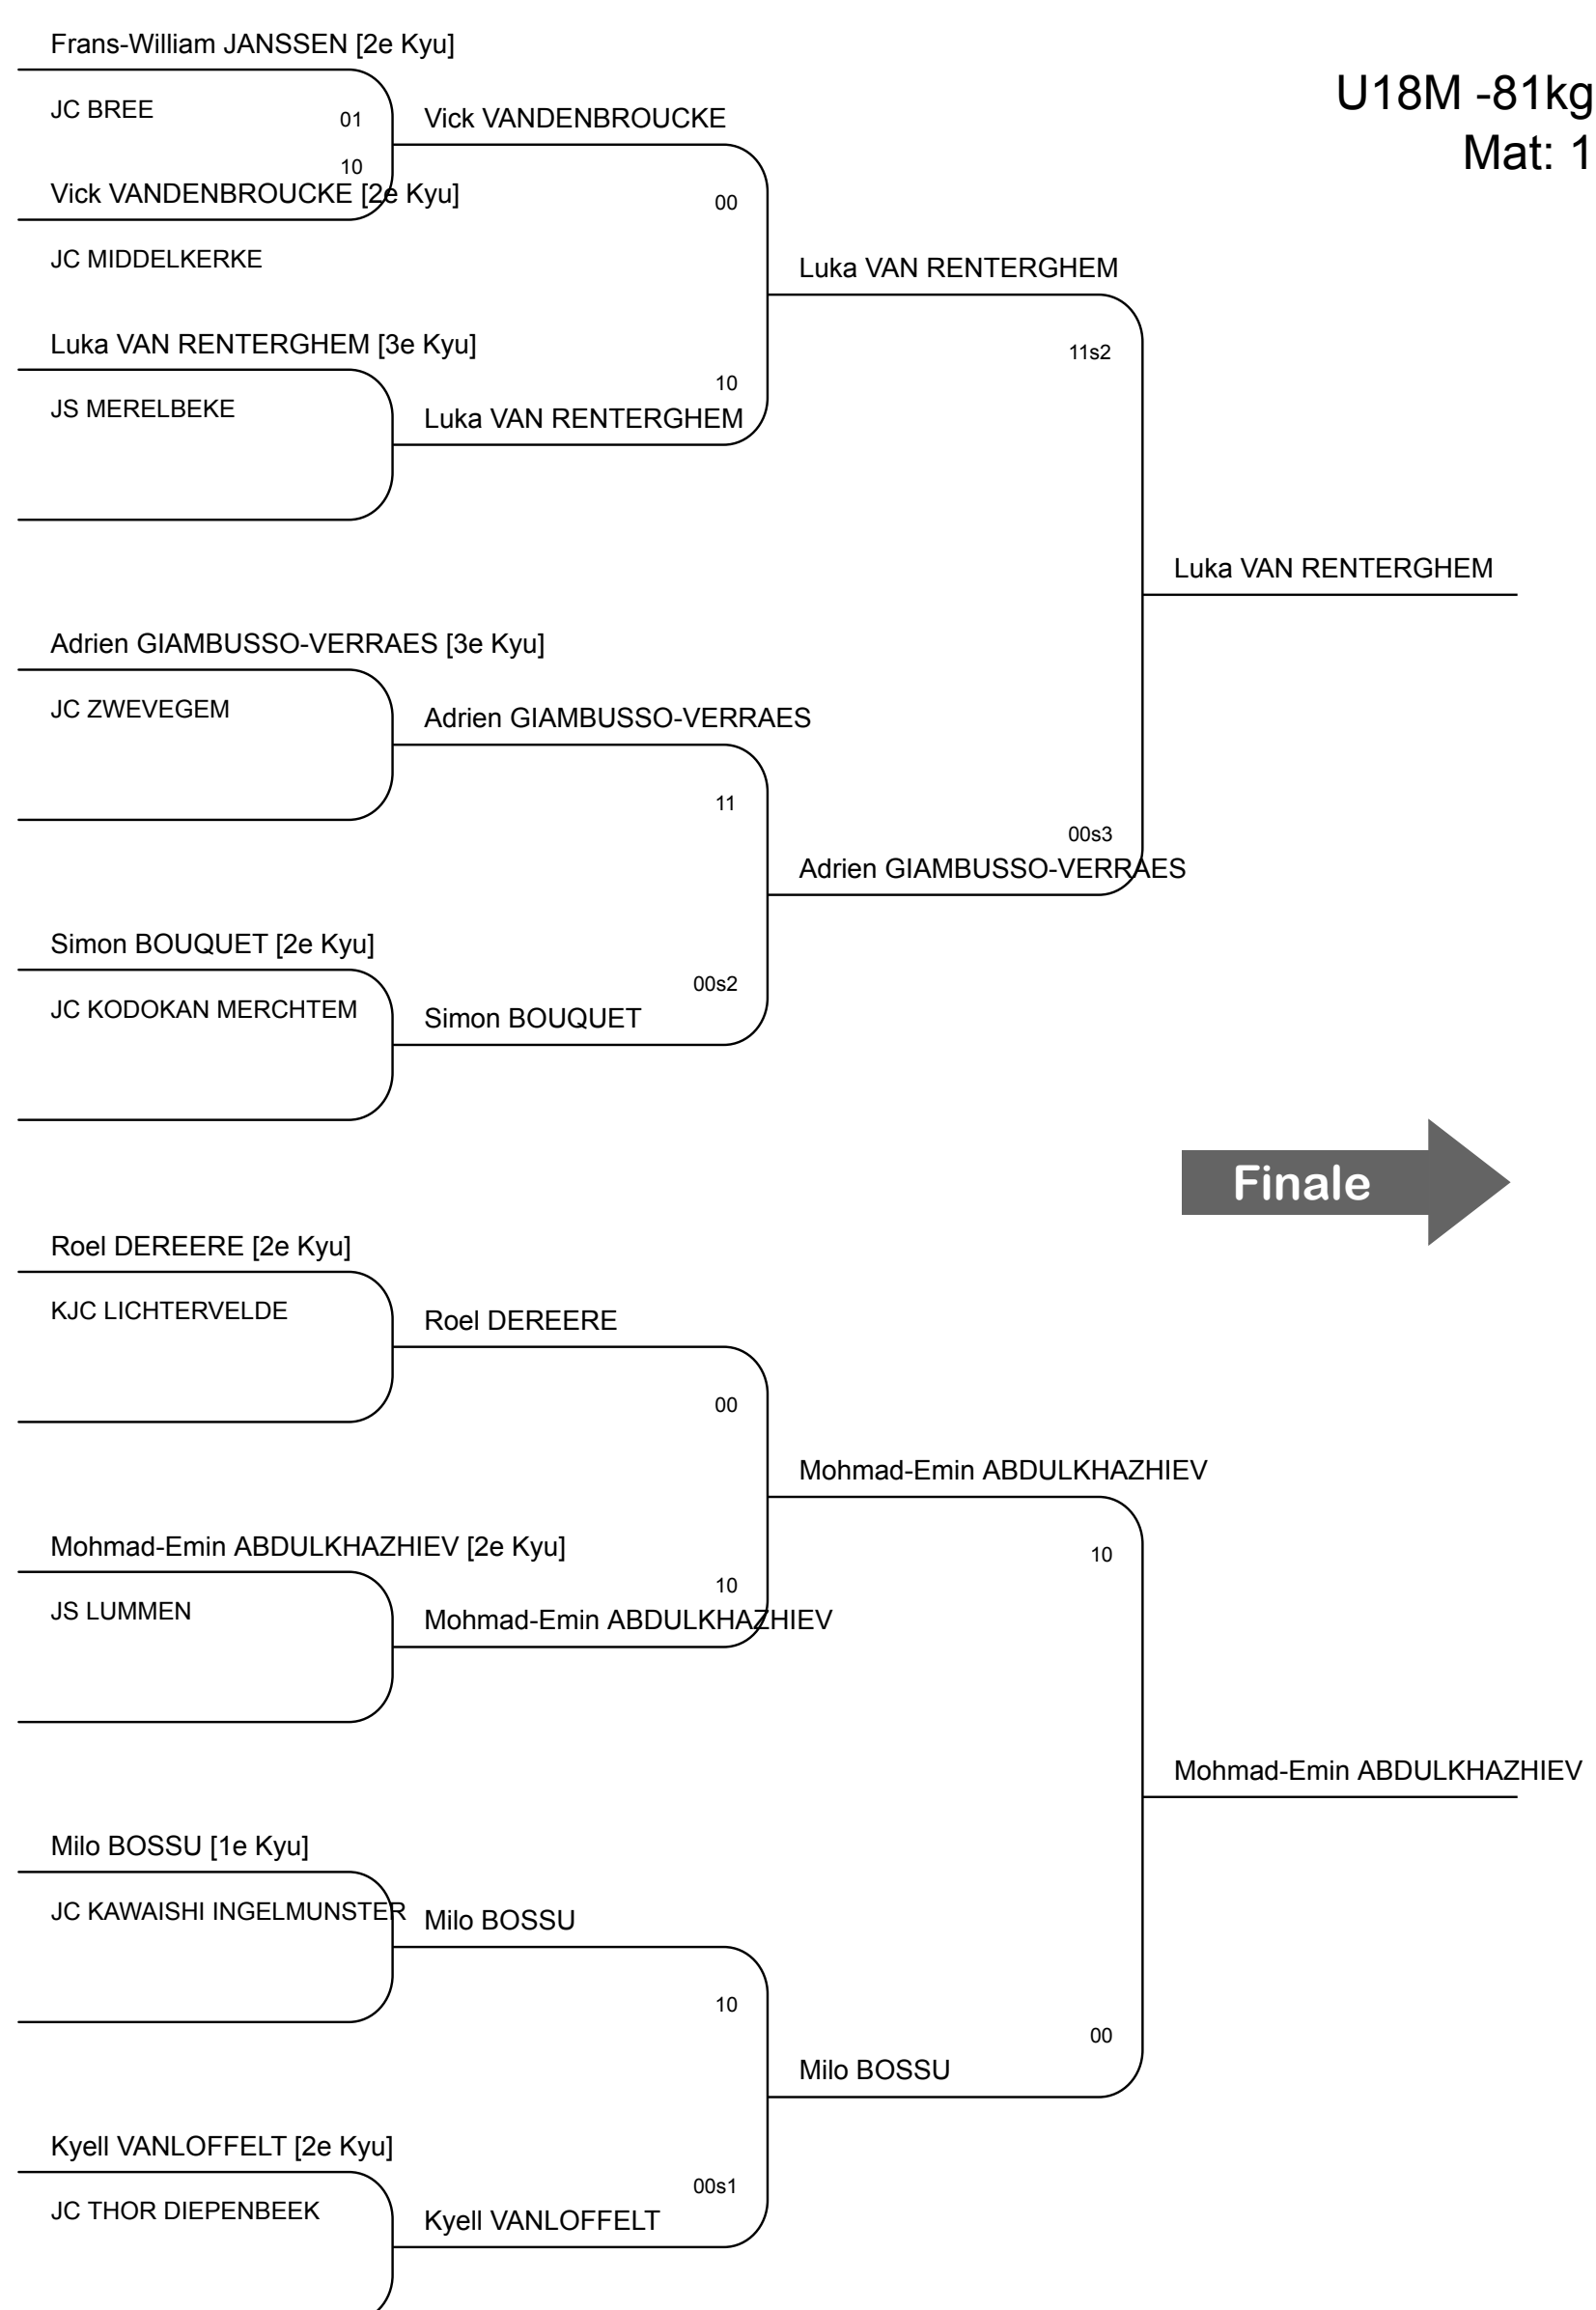 Frans-William JANSSEN [2e Kyu]
JC BREE
01
10
Vick VANDENBROUCKE [2e Kyu]
JC MIDDELKERKE
Vick VANDENBROUCKE
U18M -81kg
Mat: 1
00
Luka VAN RENTERGHEM [3e Kyu]
JS MERELBEKE
10
Luka VAN RENTERGHEM
Luka VAN RENTERGHEM
11s2
Luka VAN RENTERGHEM
Adrien GIAMBUSSO-VERRAES [3e Kyu]
JC ZWEVEGEM
Adrien GIAMBUSSO-VERRAES
11
00s3
Adrien GIAMBUSSO-VERRAES
Simon BOUQUET [2e Kyu]
JC KODOKAN MERCHTEM
00s2
Simon BOUQUET
Finale
Roel DEREERE [2e Kyu]
KJC LICHTERVELDE
Roel DEREERE
00
Mohmad-Emin ABDULKHAZHIEV
Mohmad-Emin ABDULKHAZHIEV [2e Kyu]
JS LUMMEN
10
Mohmad-Emin ABDULKHAZHIEV
10
Mohmad-Emin ABDULKHAZHIEV
Milo BOSSU [1e Kyu]
JC KAWAISHI INGELMUNSTER
Milo BOSSU
10
00
Milo BOSSU
Kyell VANLOFFELT [2e Kyu]
JC THOR DIEPENBEEK
00s1
Kyell VANLOFFELT